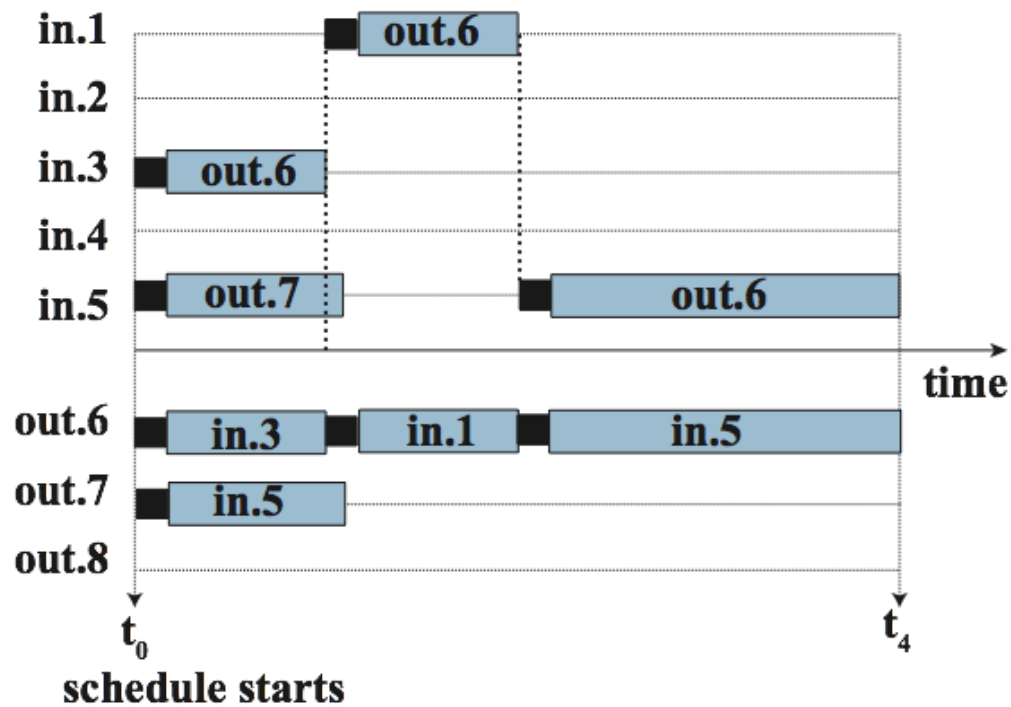 in.1 out.6
in.2
in.3 out.6
in.4
in.5 out.7 out.6
time
out.6 in.3 in.1 in.5
out.7 in.5
out.8
t0 t4
schedule starts